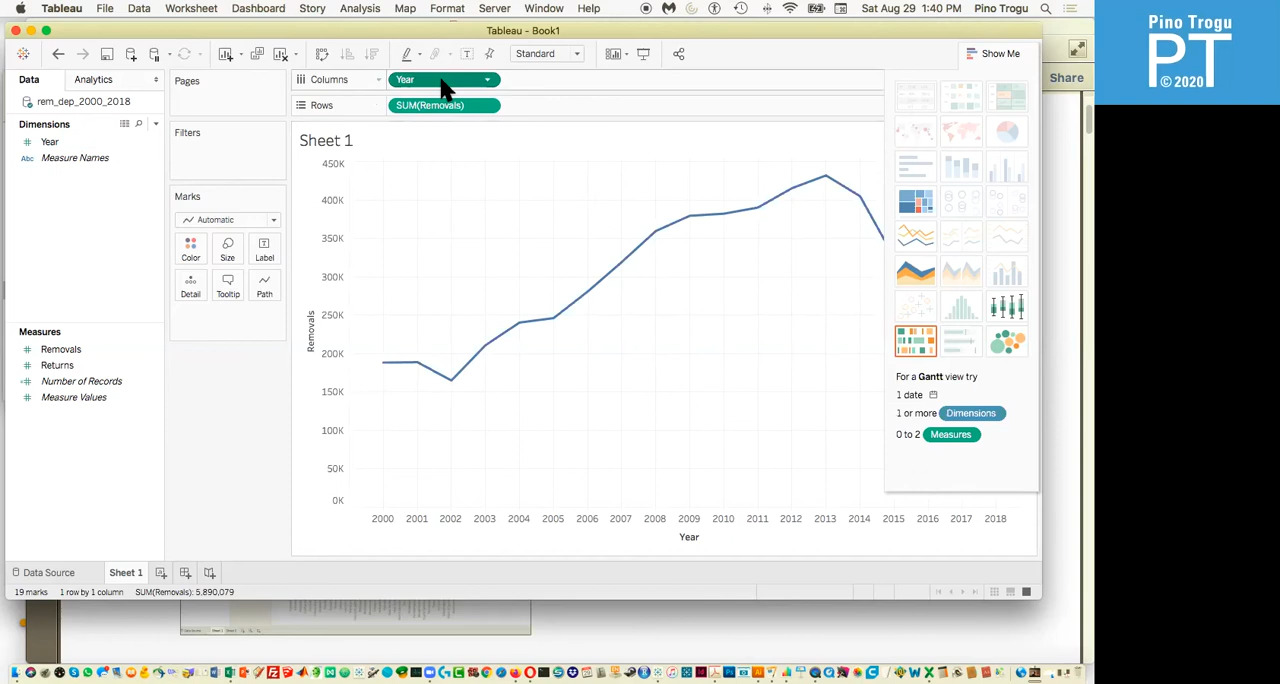 Tableau File Data Worksheet Dashboard Story Analysis Map Format Server Window Help Sat Aug 29 1:40 PM Pino Trogu
Tableau - Book1
Standard
Show Me
Data Analytics
rem_dep_2000_2018
Dimensions
Year
Abc Measure Names
Measures
Removals
Returns
Number of Records
Measure Values
Pages
Filters
Marks
Automatic
Color Size Label
Detail Tooltip Path
Columns Year
Rows SUM(Removals)
Sheet 1
450K
400K
350K
300K
250K
200K
150K
100K
50K
0K
Removals
2000 2001 2002 2003 2004 2005 2006 2007 2008 2009 2010 2011 2012 2013 2014 2015 2016 2017 2018
Year
For a Gantt view try
1 date
1 or more Dimensions
0 to 2 Measures
Data Source Sheet 1
19 marks 1 row by 1 column SUM(Removals): 5,890,079
Share
Pino Trogu
PT
©2020